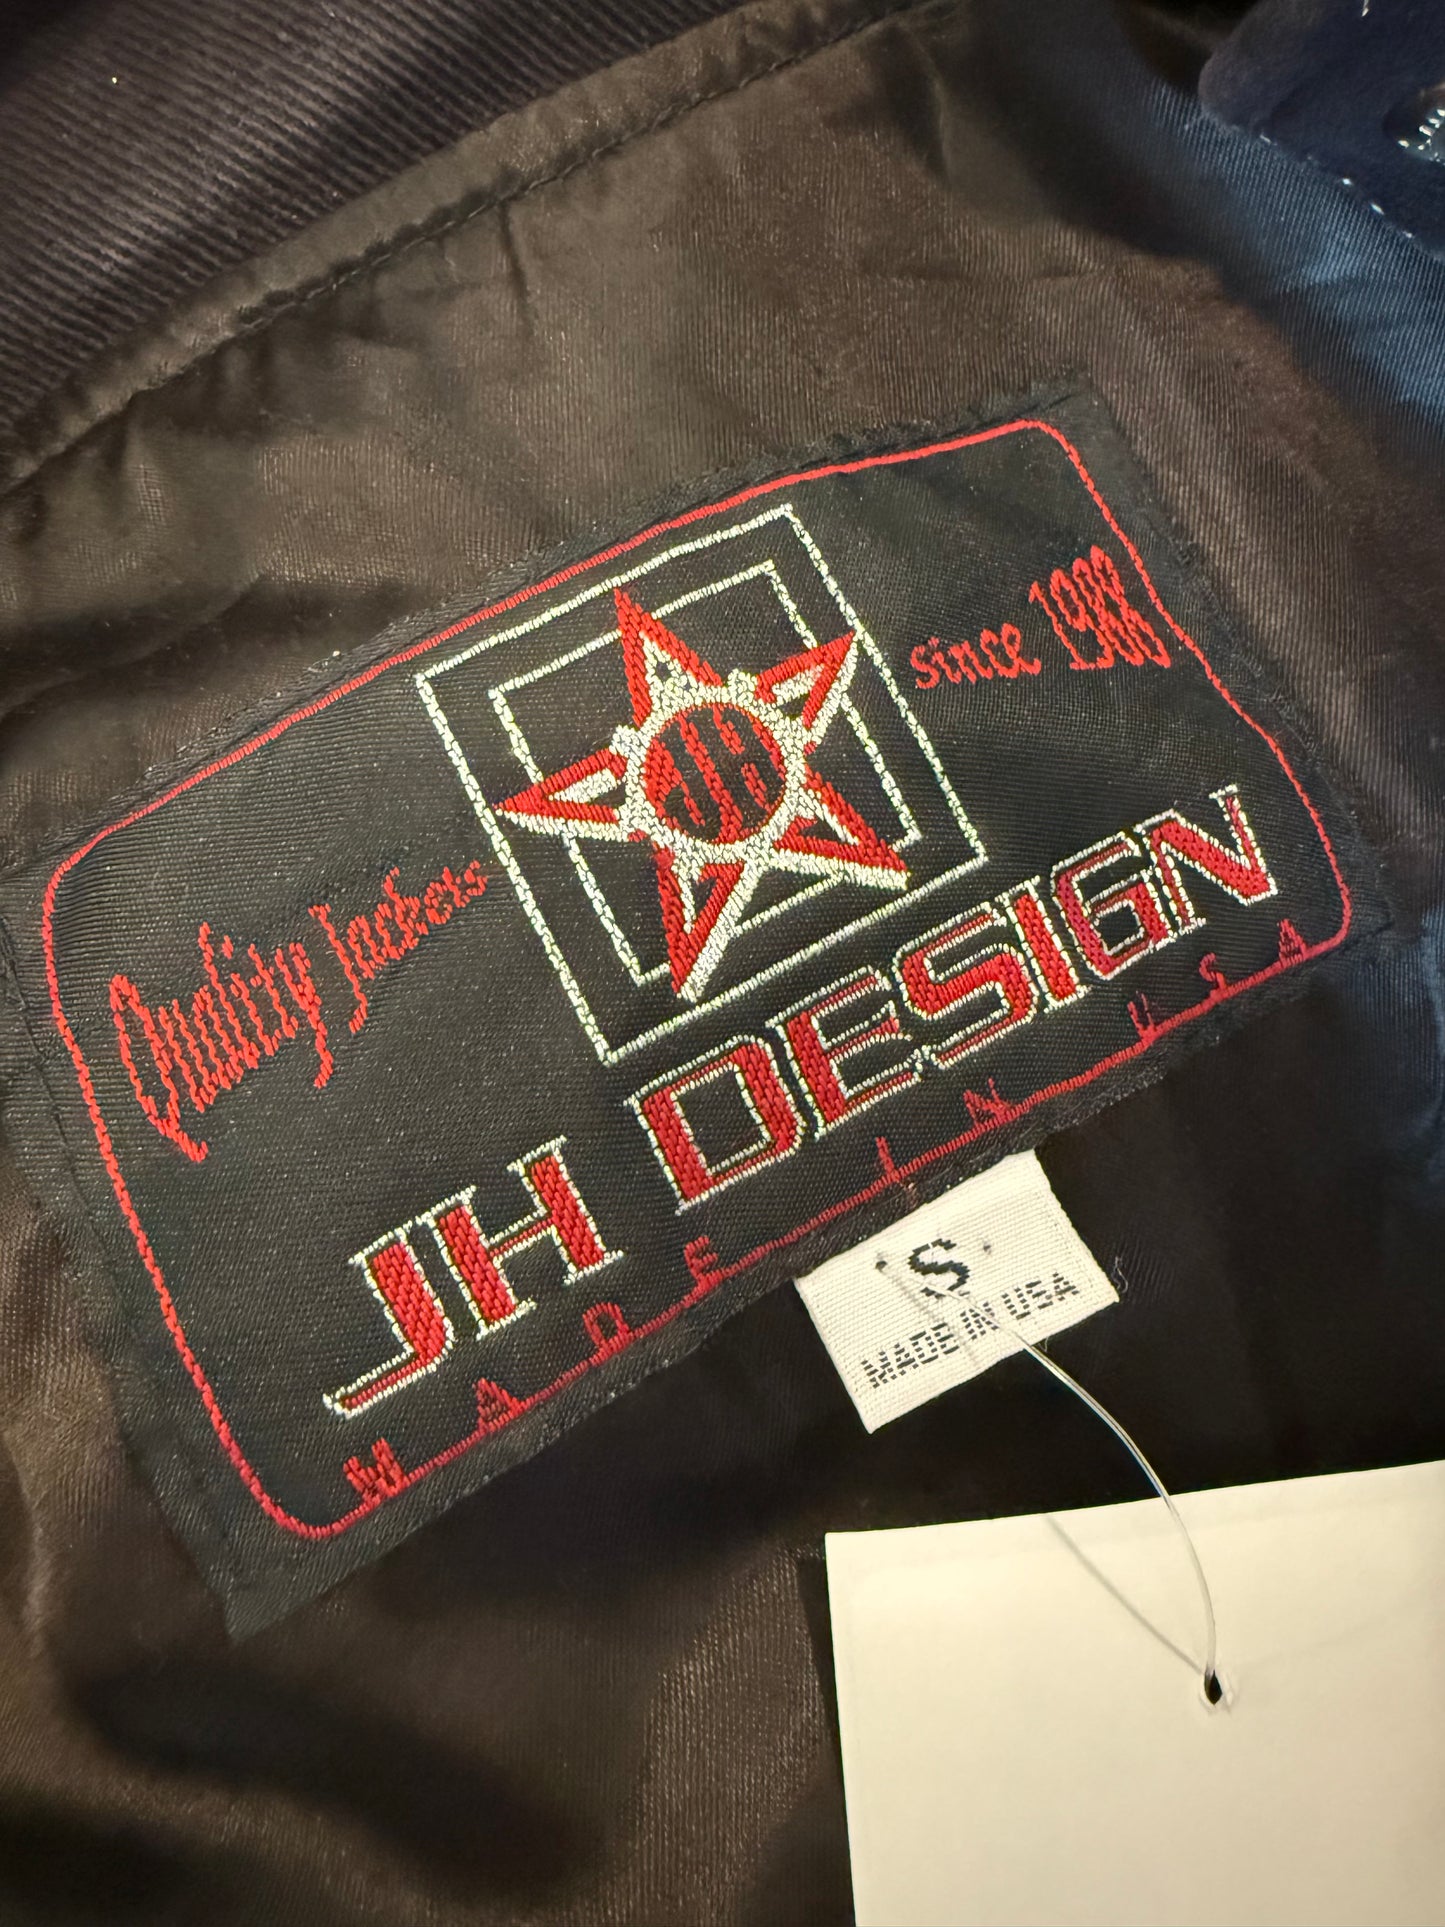 since 1988
JH
Quality Jackets
JH DESIGN
MADE IN USA
S
MADE IN USA